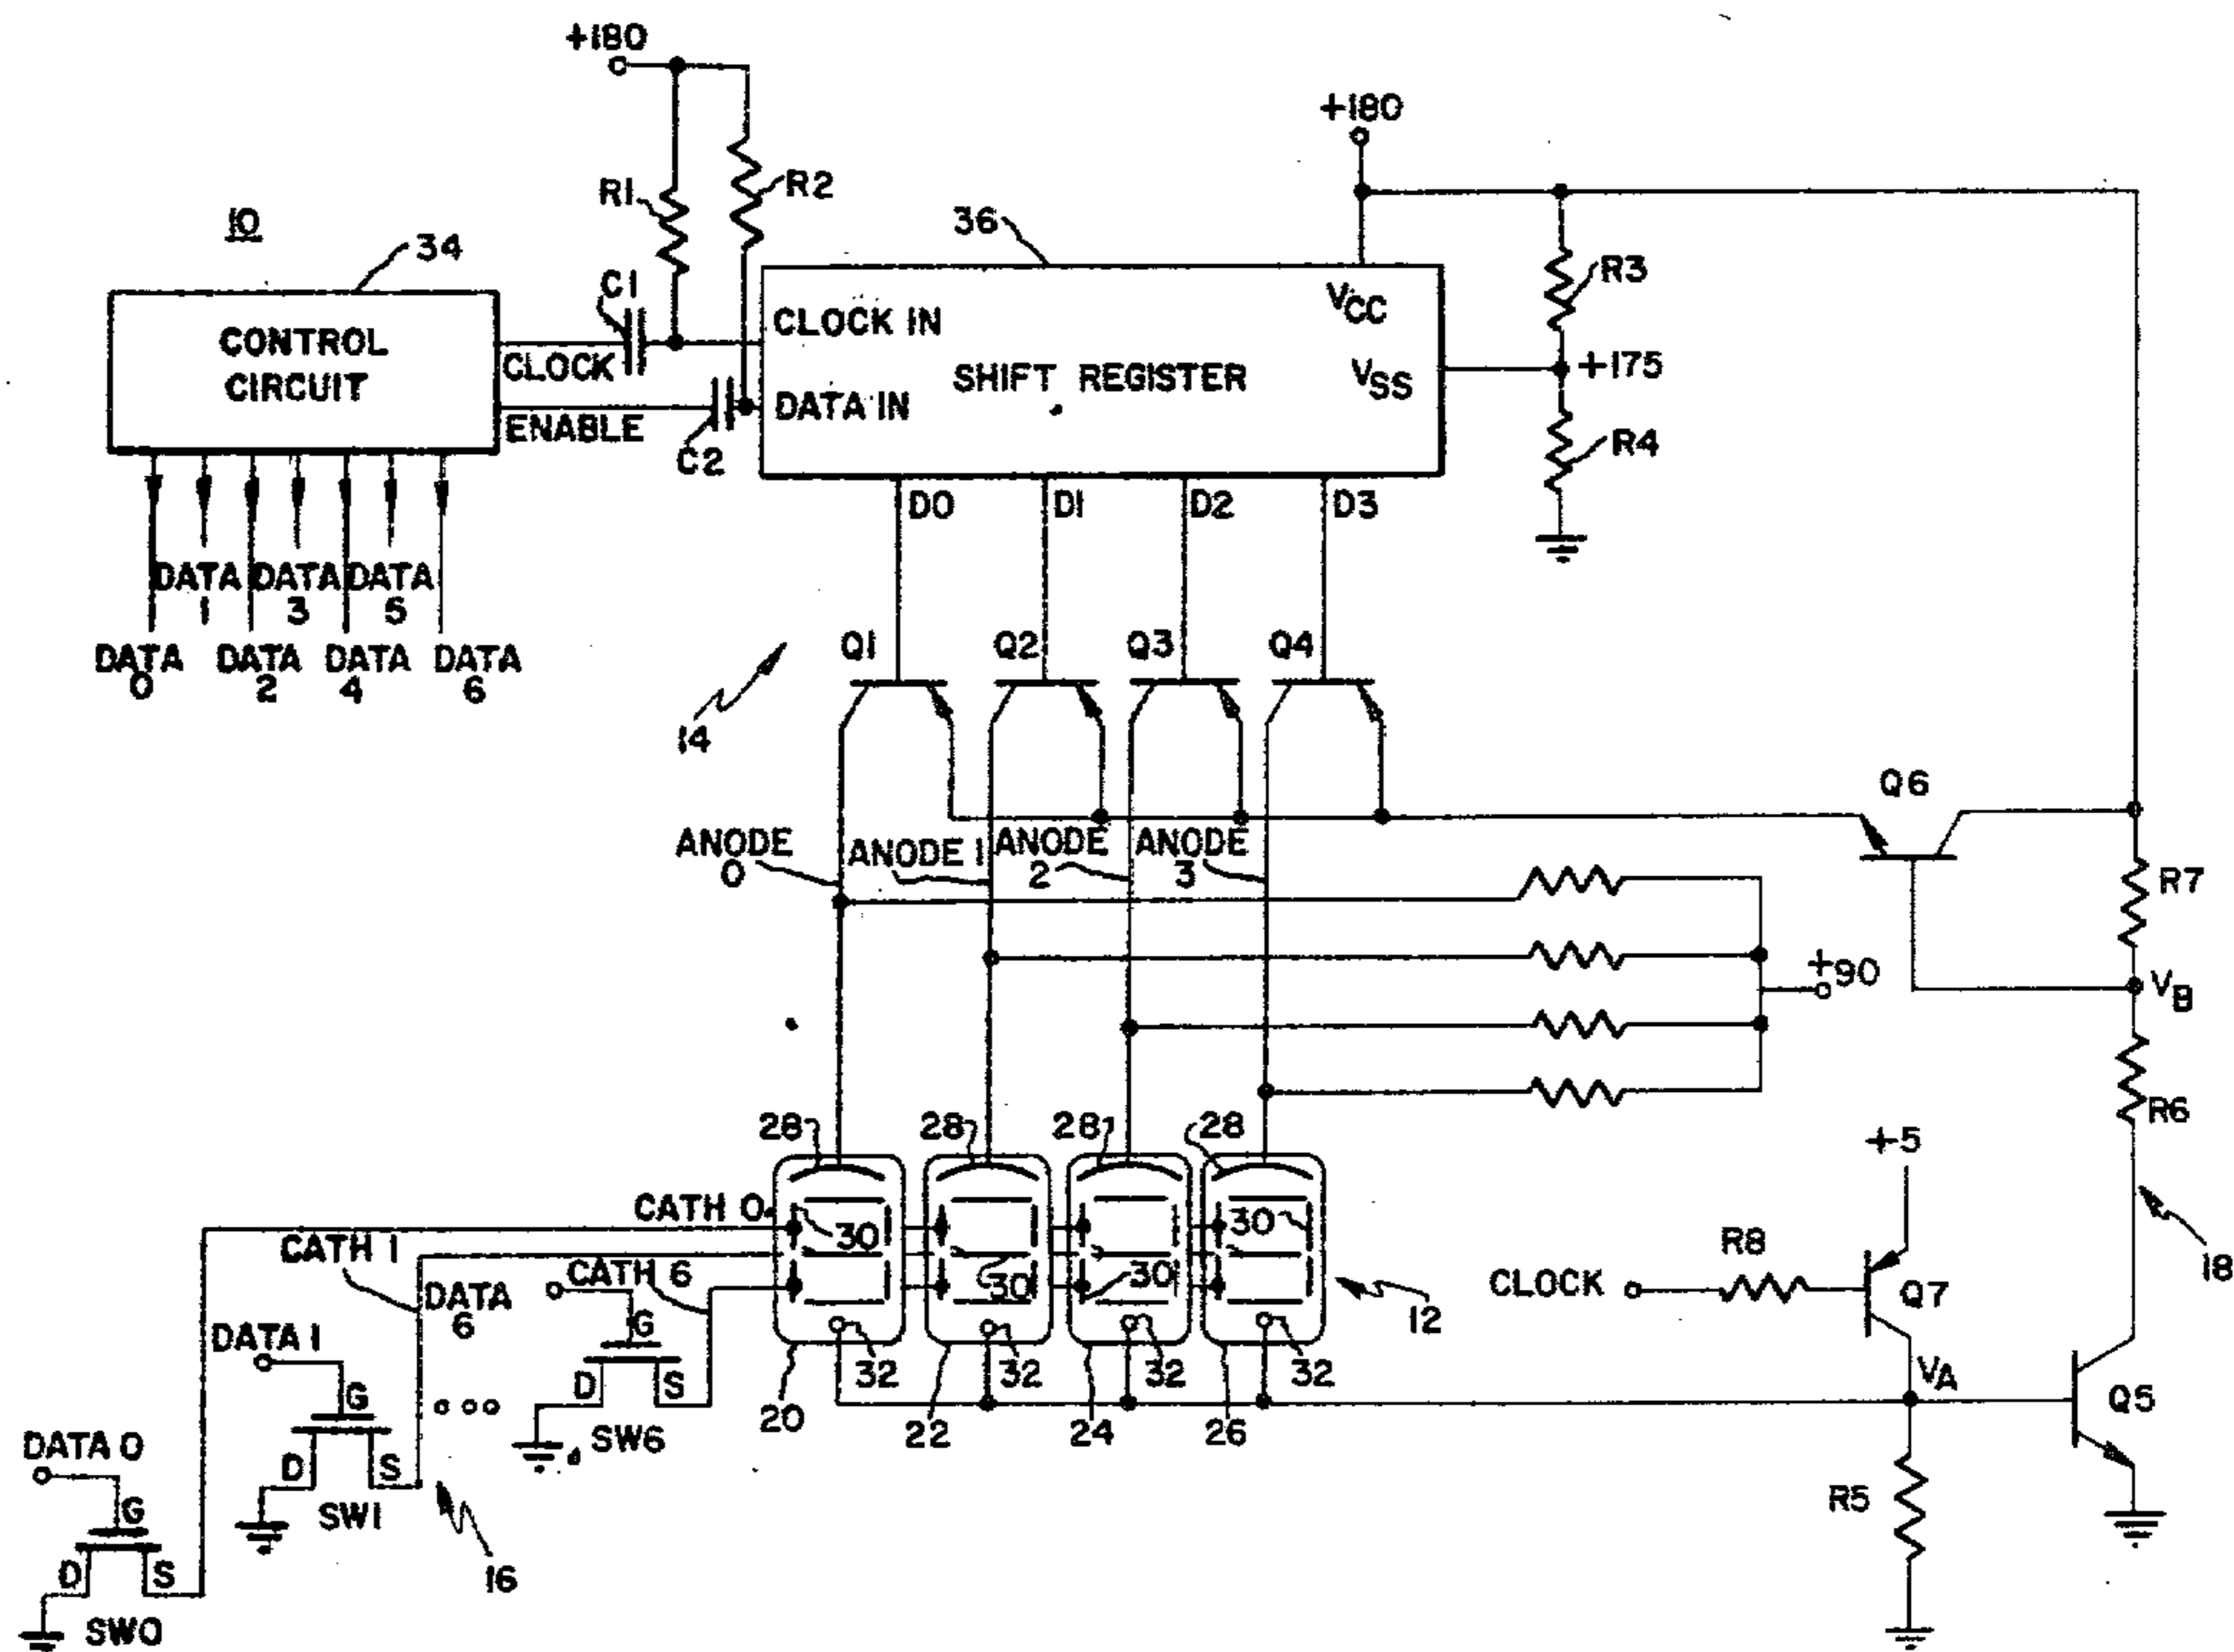 +180
+180
R1
R2
10
34
36
R3
C1
CONTROL
CIRCUIT
CLOCK
CLOCK IN
VCC
SHIFT REGISTER
VSS
+175
DATA IN
ENABLE
C2
R4
D0
D1
D2
D3
DATA
1
DATA
3
DATA
5
DATA
0
DATA
2
DATA
4
DATA
6
14
Q1
Q2
Q3
Q4
Q6
ANODE
0
ANODE 1
ANODE
2
ANODE
3
R7
+90
VB
R6
28
28
28
28
+5
CATH 0
30
30
30
30
CATH 1
CATH 6
DATA
6
R8
CLOCK
Q7
18
12
DATA 1
G
D
S
SW6
32
32
32
32
20
22
24
26
VA
Q5
G
D
S
SW1
DATA 0
G
D
S
SW0
16
R5